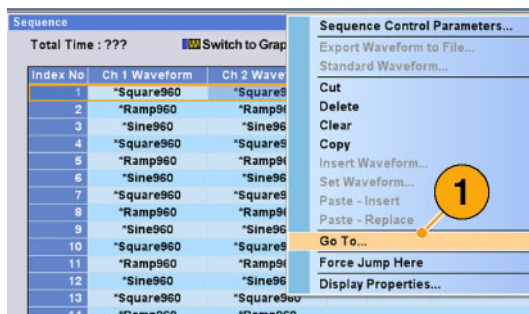 Sequence
Total Time : ??? Switch to Grap
Index No Ch 1 Waveform Ch 2 Wave
1 *Square960 *Square9
2 *Ramp960 *Ramp9
3 *Sine960 *Sine96
4 *Square960 *Square9
5 *Ramp960 *Ramp9
6 *Sine960 *Sine96
7 *Square960 *Square9
8 *Ramp960 *Ramp9
9 *Sine960 *Sine96
10 *Square960 *Square9
11 *Ramp960 *Ramp9
12 *Sine960 *Sine96
13 *Square960 *Square960
Sequence Control Parameters...
Export Waveform to File...
Standard Waveform...
Cut
Delete
Clear
Copy
Insert Waveform...
Set Waveform...
Paste - Insert
Paste - Replace
Go To...
Force Jump Here
Display Properties...
1